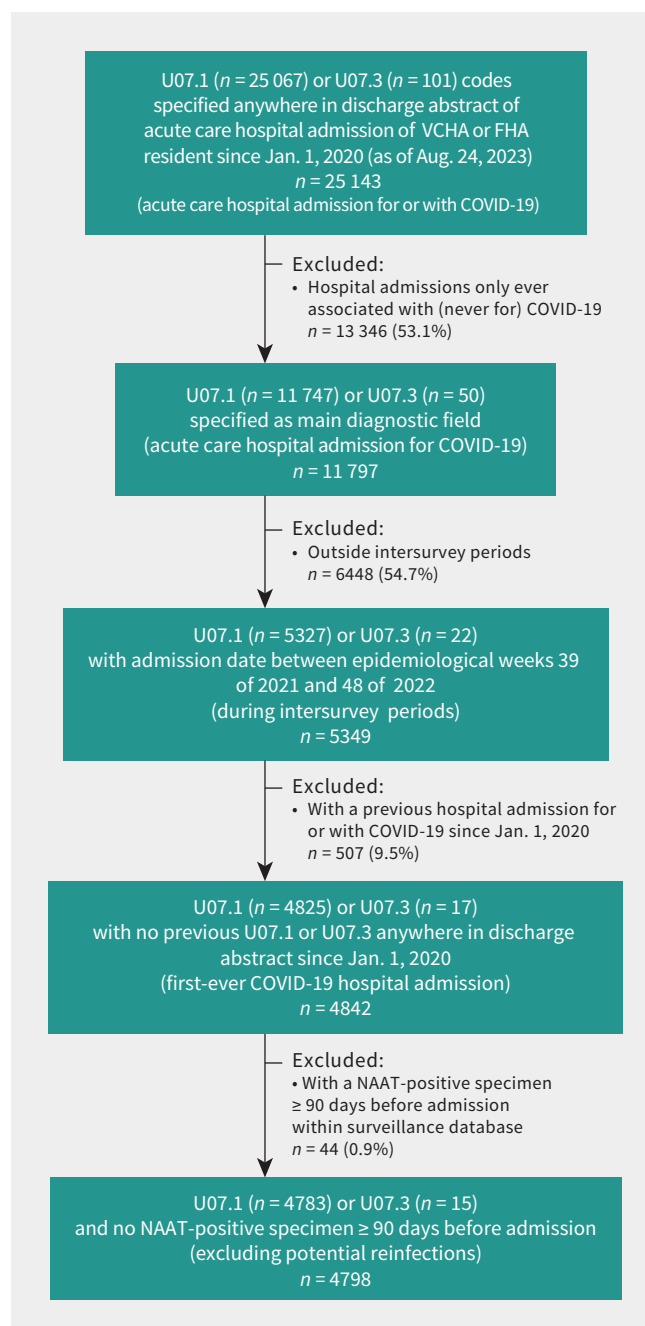 U07.1 (n = 25 067) or U07.3 (n = 101) codes
specified anywhere in discharge abstract of
acute care hospital admission of VCHA or FHA
resident since Jan. 1, 2020 (as of Aug. 24, 2023)
n = 25 143
(acute care hospital admission for or with COVID-19)
Excluded:
• Hospital admissions only ever
associated with (never for) COVID-19
n = 13 346 (53.1%)
U07.1 (n = 11 747) or U07.3 (n = 50)
specified as main diagnostic field
(acute care hospital admission for COVID-19)
n = 11 797
Excluded:
• Outside intersurvey periods
n = 6448 (54.7%)
U07.1 (n = 5327) or U07.3 (n = 22)
with admission date between epidemiological weeks 39
of 2021 and 48 of 2022
(during intersurvey periods)
n = 5349
Excluded:
• With a previous hospital admission for
or with COVID-19 since Jan. 1, 2020
n = 507 (9.5%)
U07.1 (n = 4825) or U07.3 (n = 17)
with no previous U07.1 or U07.3 anywhere in discharge
abstract since Jan. 1, 2020
(first-ever COVID-19 hospital admission)
n = 4842
Excluded:
• With a NAAT-positive specimen
≥ 90 days before admission
within surveillance database
n = 44 (0.9%)
U07.1 (n = 4783) or U07.3 (n = 15)
and no NAAT-positive specimen ≥ 90 days before admission
(excluding potential reinfections)
n = 4798